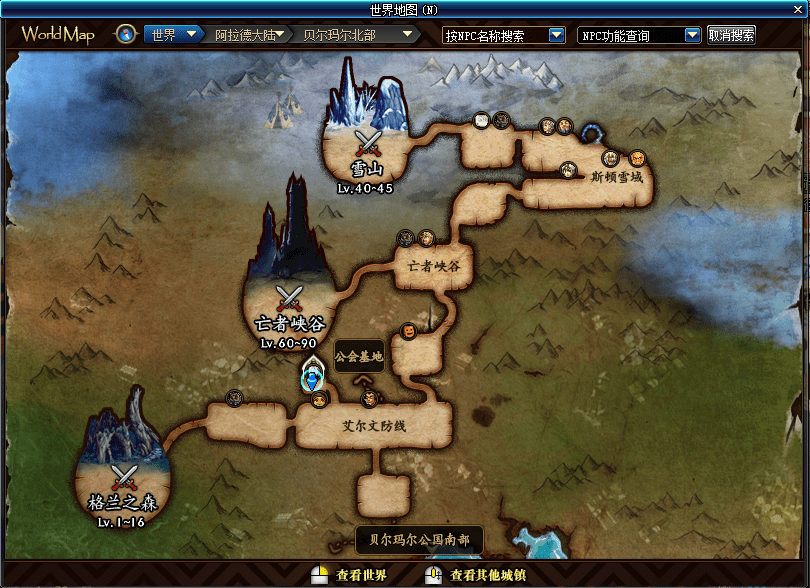 世界地图 (N)
World Map 世界 阿拉德大陆 贝尔玛尔北部 按NPC名称搜索 NPC功能查询 取消搜索
雪山
Lv.40~45
斯顿雪域
亡者峡谷
亡者峡谷
Lv.60~90
公会基地
艾尔文防线
格兰之森
Lv.1~16
贝尔玛尔公国南部
查看世界 查看其他城镇